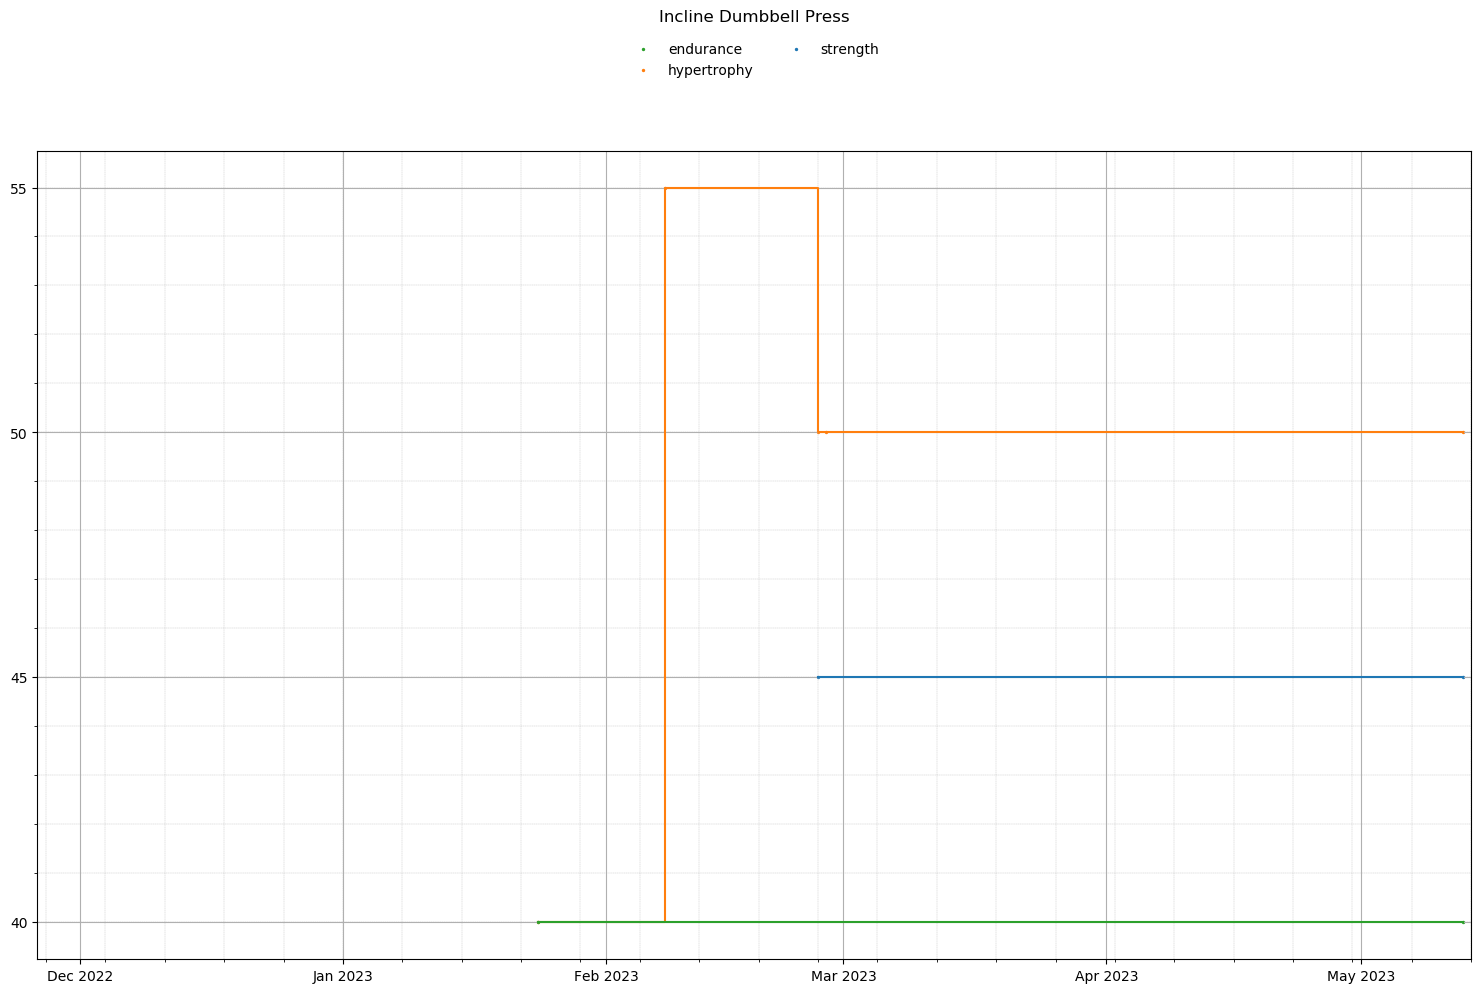 Incline Dumbbell Press
endurance
strength
hypertrophy
55
50
45
40
Dec 2022
Jan 2023
Feb 2023
Mar 2023
Apr 2023
May 2023